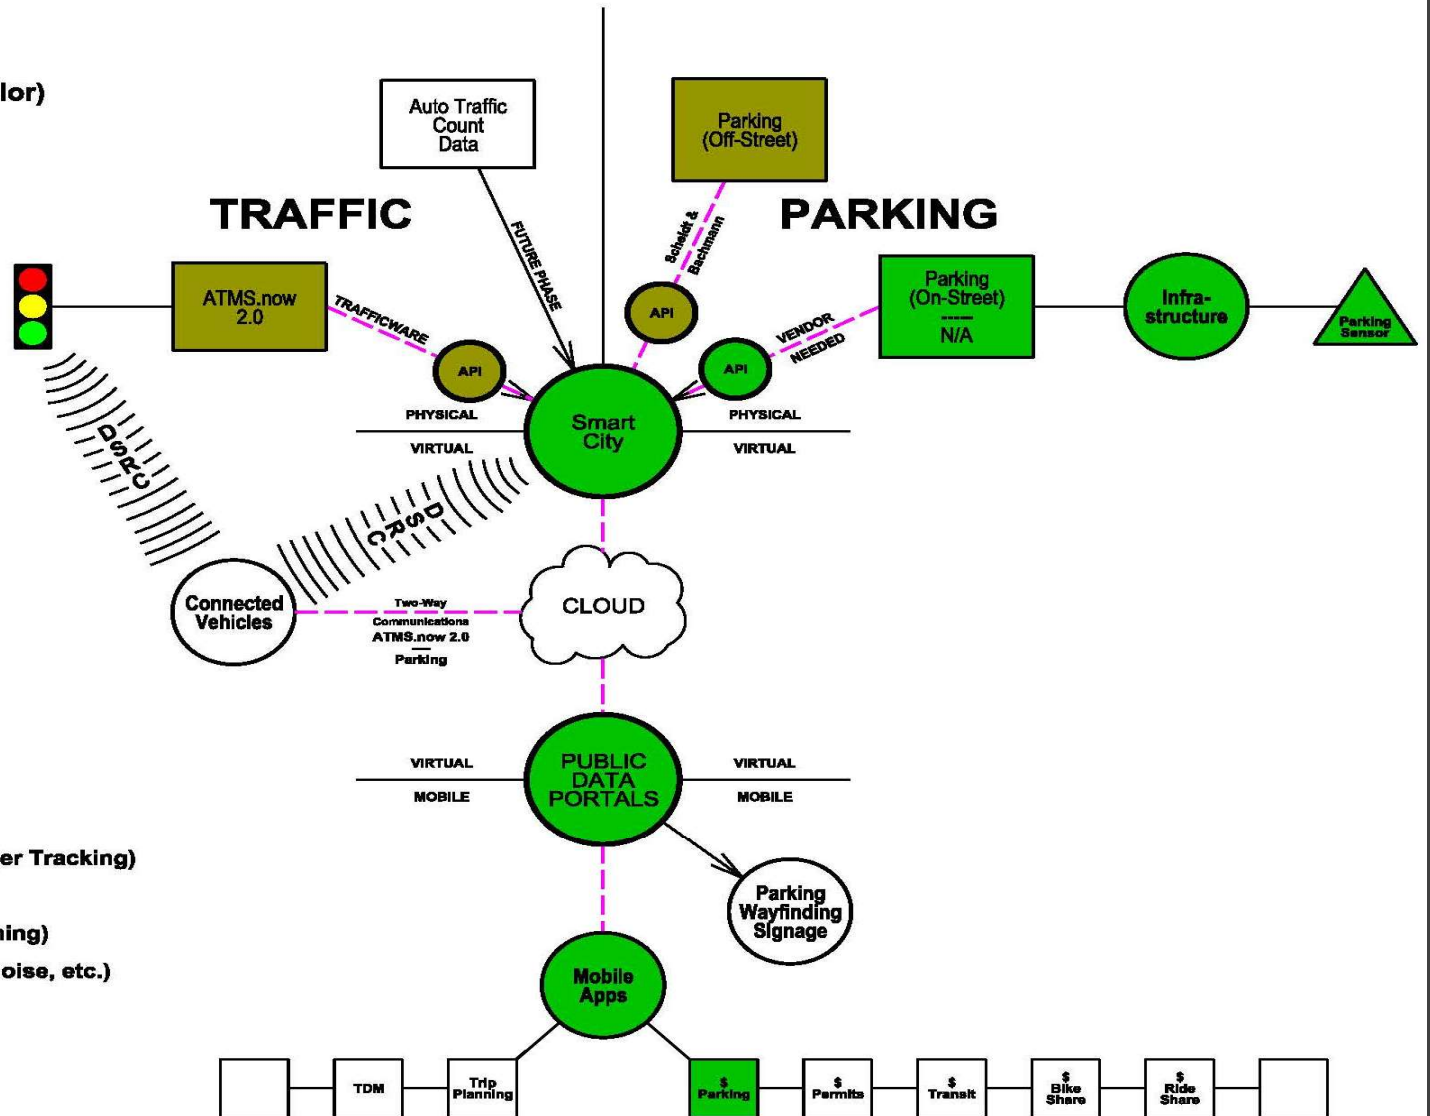 lor)
Auto Traffic
Count
Data
Parking
(Off-Street)
TRAFFIC
PARKING
FUTURE PHASE
Scheidt &
Bachmann
ATMS.now
2.0
TRAFFICWARE
API
API
API
VENDOR
NEEDED
Parking
(On-Street)
-----
N/A
Infra-
structure
Parking
Sensor
PHYSICAL
VIRTUAL
Smart
City
PHYSICAL
VIRTUAL
DSRC
DSRC
Connected
Vehicles
Two-Way
Communications
ATMS.now 2.0
Parking
CLOUD
VIRTUAL
MOBILE
PUBLIC
DATA
PORTALS
VIRTUAL
MOBILE
er Tracking)
Parking
Wayfinding
Signage
ning)
oise, etc.)
Mobile
Apps
TDM
Trip
Planning
$
Parking
$
Permits
$
Transit
$
Bike
Share
$
Ride
Share